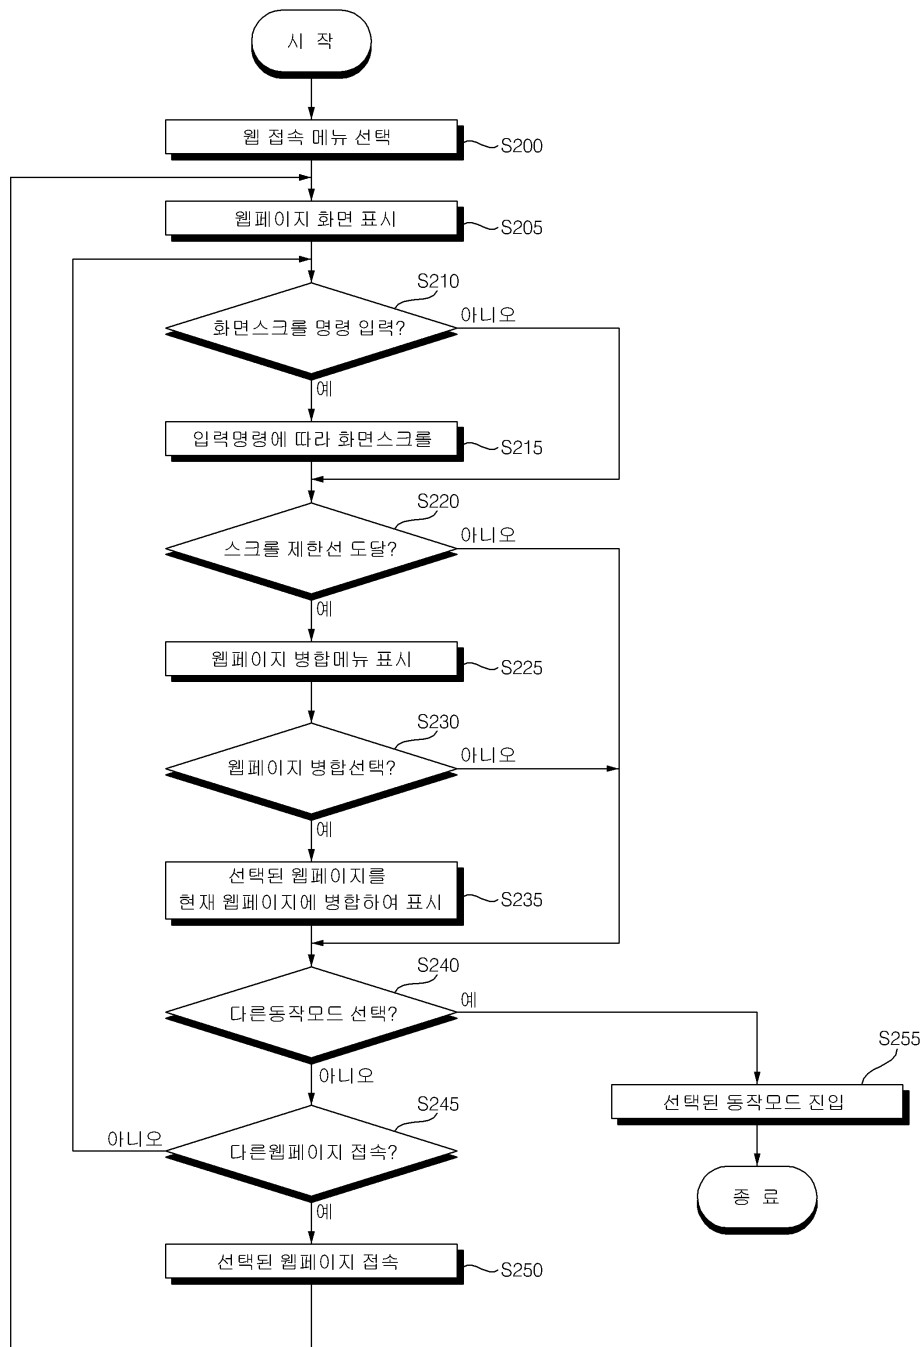 시 작
웹 접속 메뉴 선택
S200
웹페이지 화면 표시
S205
S210
화면스크롤 명령 입력?
아니오
예
입력명령에 따라 화면스크롤
S215
S220
스크롤 제한선 도달?
아니오
예
웹페이지 병합메뉴 표시
S225
S230
웹페이지 병합선택?
아니오
예
선택된 웹페이지를
현재 웹페이지에 병합하여 표시
S235
S240
다른동작모드 선택?
예
아니오
S255
선택된 동작모드 진입
S245
다른웹페이지 접속?
아니오
예
종 료
선택된 웹페이지 접속
S250